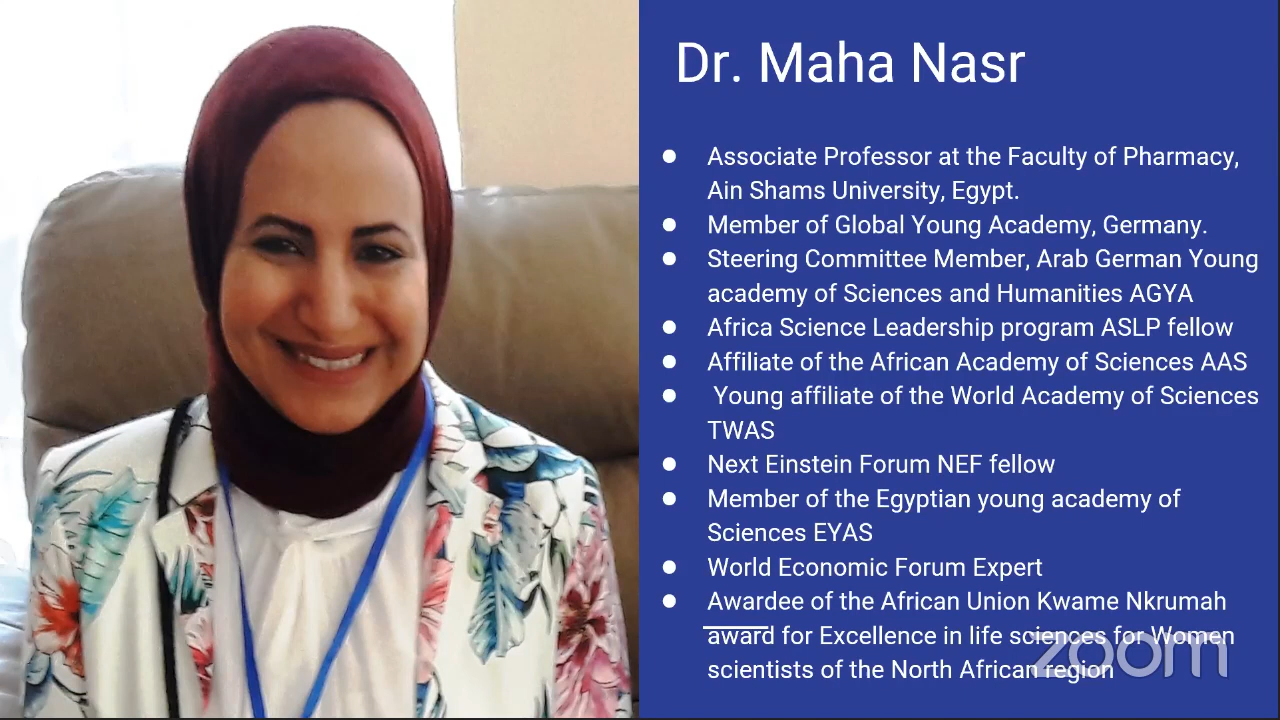 Dr. Maha Nasr
● Associate Professor at the Faculty of Pharmacy,
Ain Shams University, Egypt.
● Member of Global Young Academy, Germany.
● Steering Committee Member, Arab German Young
academy of Sciences and Humanities AGYA
● Africa Science Leadership program ASLP fellow
● Affiliate of the African Academy of Sciences AAS
● Young affiliate of the World Academy of Sciences
TWAS
● Next Einstein Forum NEF fellow
● Member of the Egyptian young academy of
Sciences EYAS
● World Economic Forum Expert
● Awardee of the African Union Kwame Nkrumah
award for Excellence in life sciences for Women
scientists of the North African region
zoom